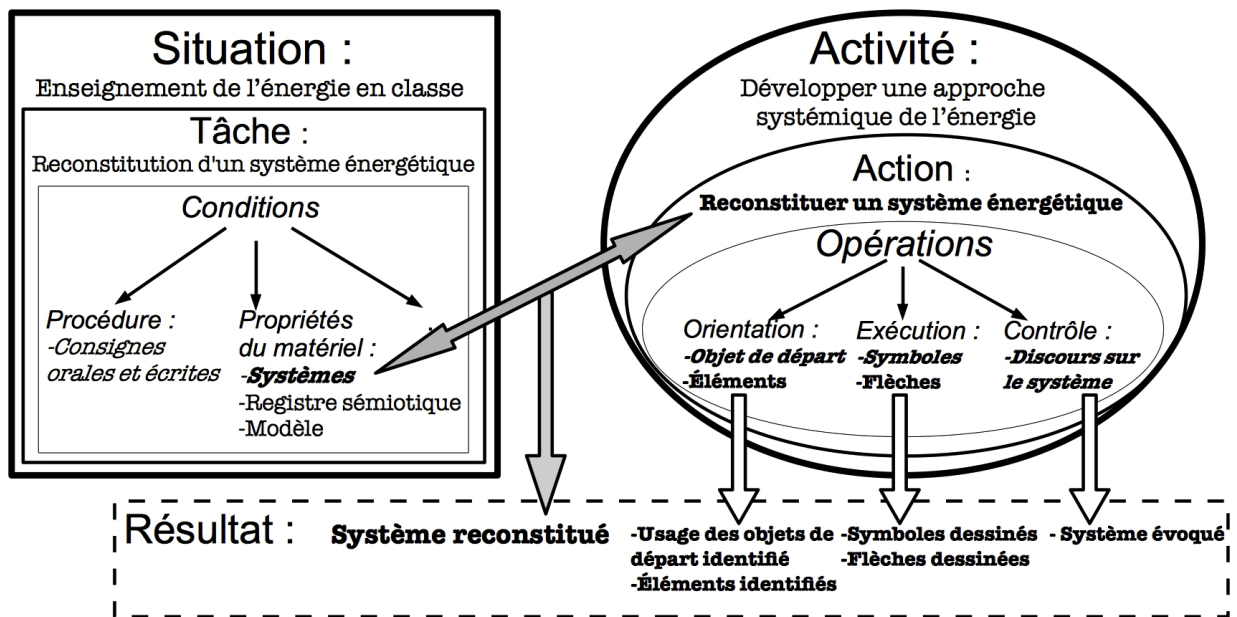 Situation :
Enseignement de l'énergie en classe
Tâche :
Reconstitution d'un système énergétique
Conditions
Procédure :
-Consignes
orales et écrites
Propriétés
du matériel :
-Systèmes
-Registre sémiotique
-Modèle
Activité :
Développer une approche
systémique de l'énergie
Action :
Reconstituer un système énergétique
Opérations
Orientation :
-Objet de départ
-Éléments
Exécution :
-Symboles
-Flèches
Contrôle :
-Discours sur
le système
Résultat :
Système reconstitué
-Usage des objets de
départ identifié
-Éléments identifiés
-Symboles dessinés
-Flèches dessinées
- Système évoqué